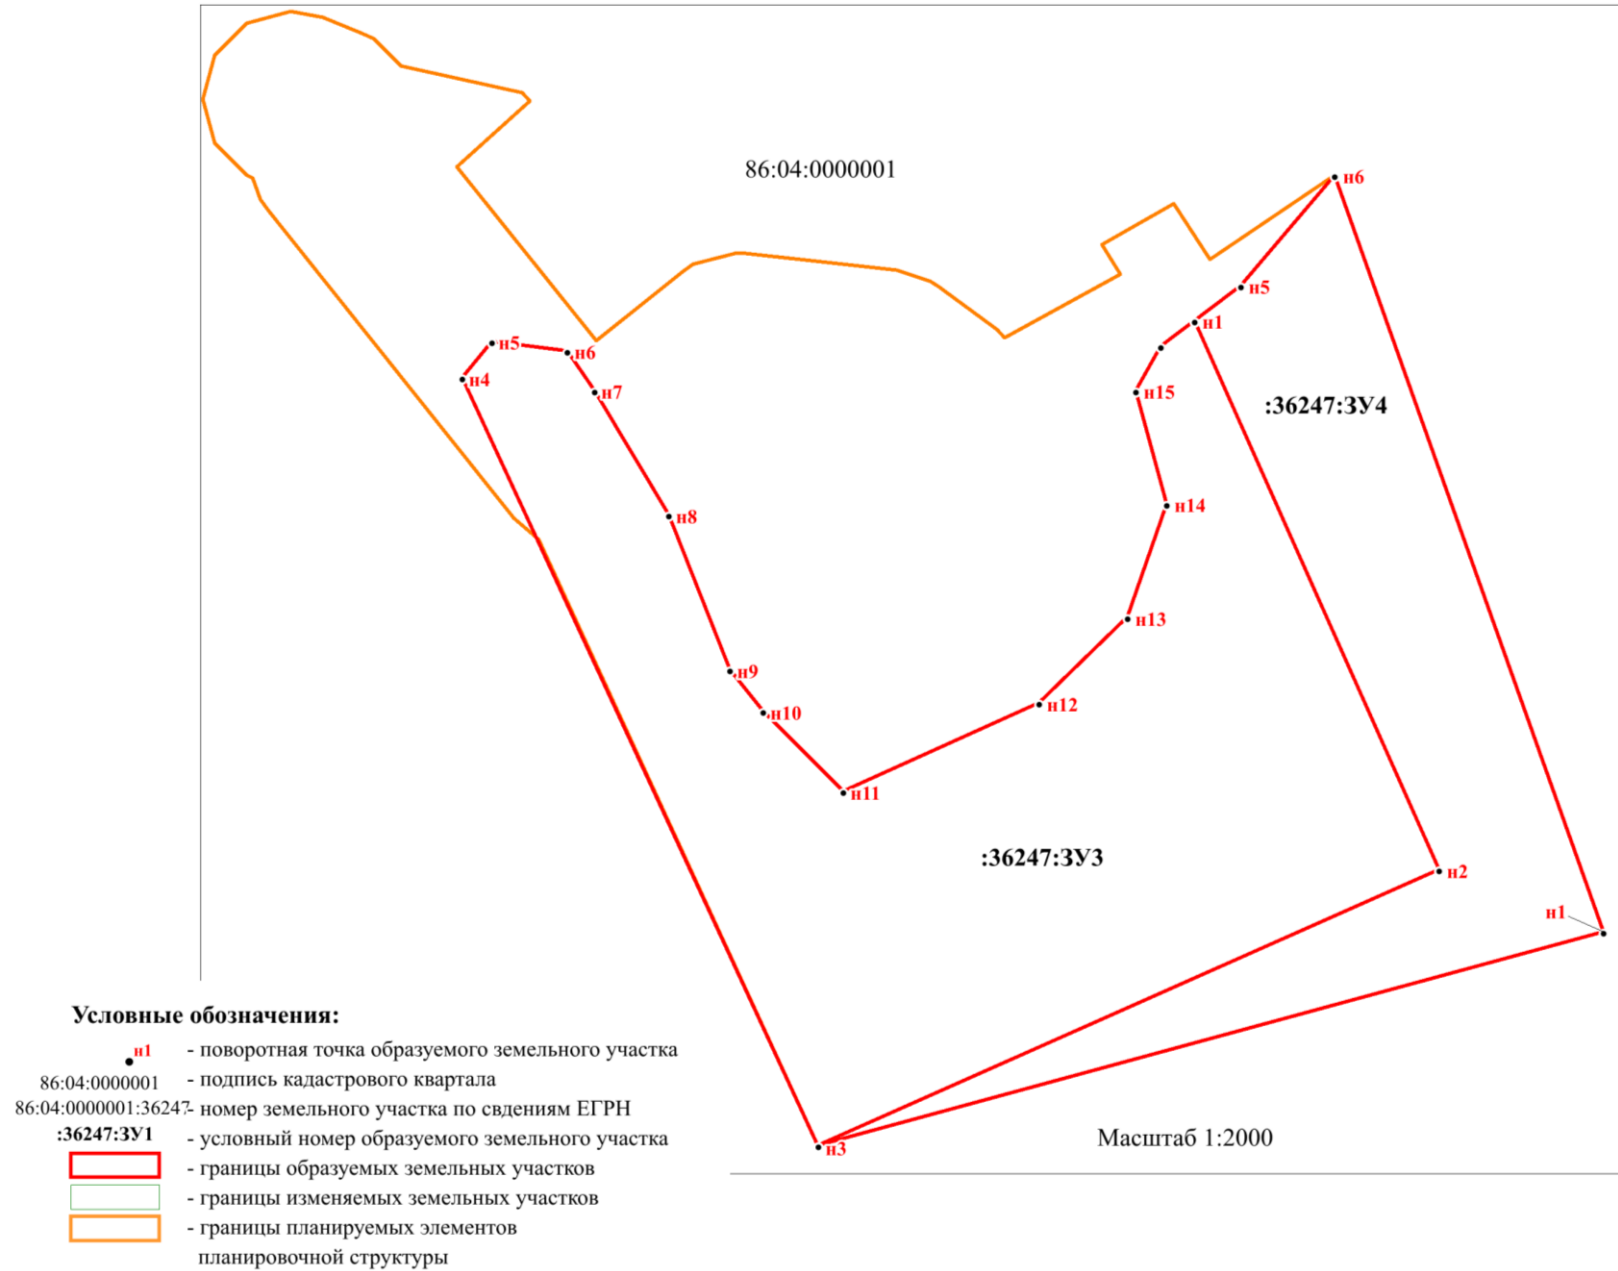 86:04:0000001
н6
н5
н1
н5
н6
н4
н7
н15
:36247:ЗУ4
н14
н8
н13
н9
н12
н10
н11
:36247:ЗУ3
н2
н1
н3
Масштаб 1:2000
Условные обозначения:
н1 - поворотная точка образуемого земельного участка
86:04:0000001 - подпись кадастрового квартала
86:04:0000001:36247 - номер земельного участка по свдениям ЕГРН
:36247:ЗУ1 - условный номер образуемого земельного участка
- границы образуемых земельных участков
- границы изменяемых земельных участков
- границы планируемых элементов
планировочной структуры